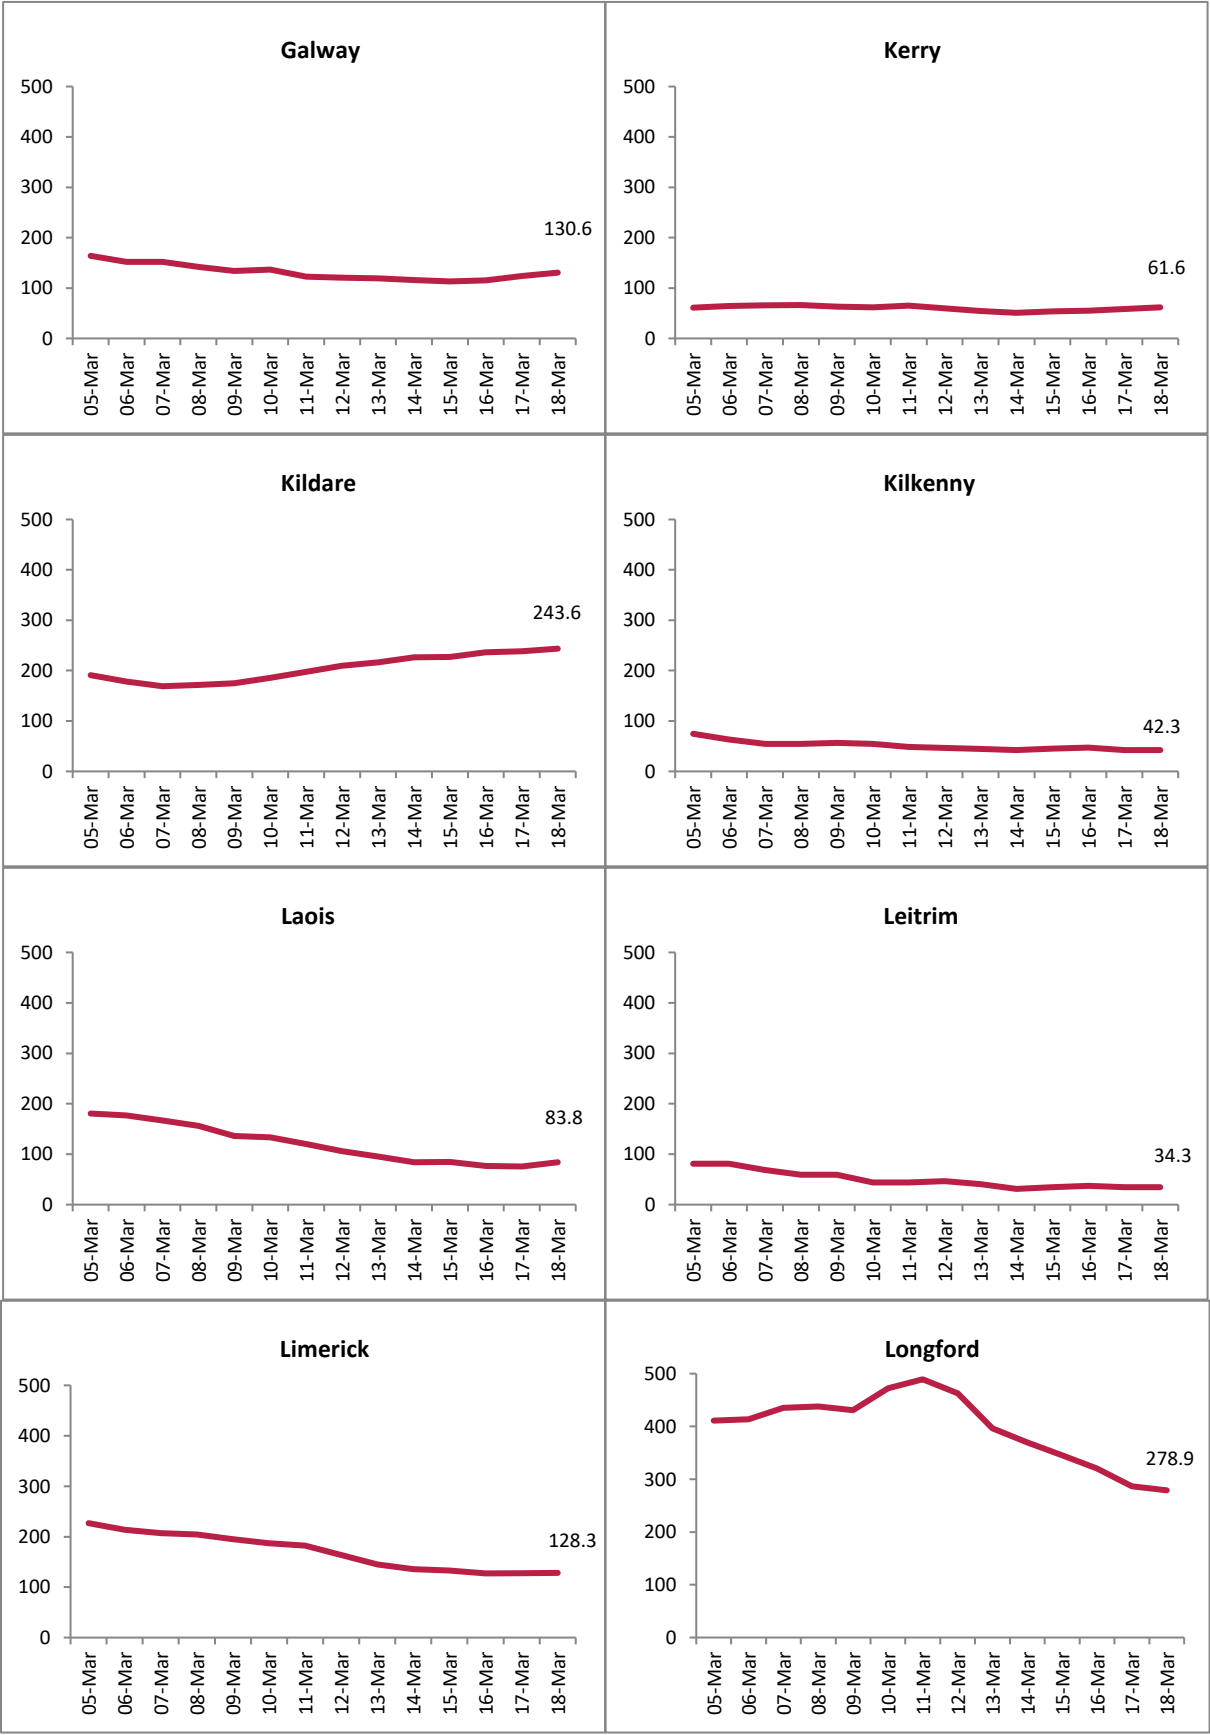 Galway
500
400
300
200
100
0
130.6
05-Mar
06-Mar
07-Mar
08-Mar
09-Mar
10-Mar
11-Mar
12-Mar
13-Mar
14-Mar
15-Mar
16-Mar
17-Mar
18-Mar
Kerry
500
400
300
200
100
0
61.6
05-Mar
06-Mar
07-Mar
08-Mar
09-Mar
10-Mar
11-Mar
12-Mar
13-Mar
14-Mar
15-Mar
16-Mar
17-Mar
18-Mar
Kildare
500
400
300
200
100
0
243.6
05-Mar
06-Mar
07-Mar
08-Mar
09-Mar
10-Mar
11-Mar
12-Mar
13-Mar
14-Mar
15-Mar
16-Mar
17-Mar
18-Mar
Kilkenny
500
400
300
200
100
0
42.3
05-Mar
06-Mar
07-Mar
08-Mar
09-Mar
10-Mar
11-Mar
12-Mar
13-Mar
14-Mar
15-Mar
16-Mar
17-Mar
18-Mar
Laois
500
400
300
200
100
0
83.8
05-Mar
06-Mar
07-Mar
08-Mar
09-Mar
10-Mar
11-Mar
12-Mar
13-Mar
14-Mar
15-Mar
16-Mar
17-Mar
18-Mar
Leitrim
500
400
300
200
100
0
34.3
05-Mar
06-Mar
07-Mar
08-Mar
09-Mar
10-Mar
11-Mar
12-Mar
13-Mar
14-Mar
15-Mar
16-Mar
17-Mar
18-Mar
Limerick
500
400
300
200
100
0
128.3
05-Mar
06-Mar
07-Mar
08-Mar
09-Mar
10-Mar
11-Mar
12-Mar
13-Mar
14-Mar
15-Mar
16-Mar
17-Mar
18-Mar
Longford
500
400
300
200
100
0
278.9
05-Mar
06-Mar
07-Mar
08-Mar
09-Mar
10-Mar
11-Mar
12-Mar
13-Mar
14-Mar
15-Mar
16-Mar
17-Mar
18-Mar